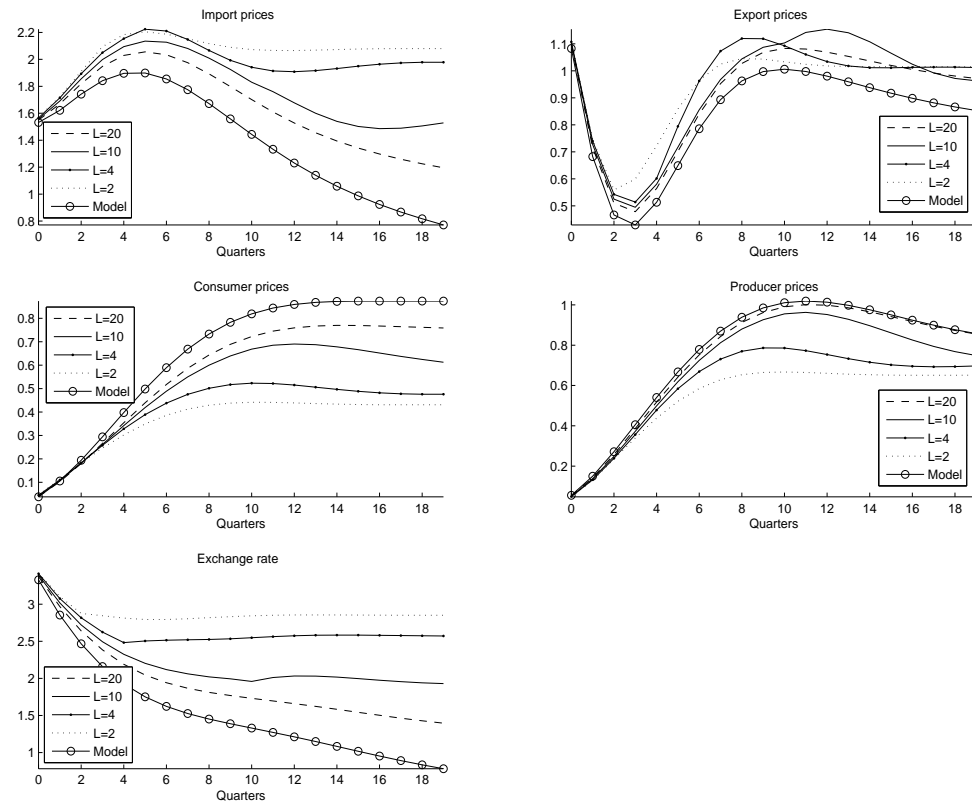 Import prices
2.2
2
1.8
1.6
1.4
1.2
1
0.8
L=20
L=10
L=4
L=2
Model
0 2 4 6 8 10 12 14 16 18
Quarters
Export prices
1.1
1
0.9
0.8
0.7
0.6
0.5
L=20
L=10
L=4
L=2
Model
0 2 4 6 8 10 12 14 16 18
Quarters
Consumer prices
0.8
0.7
0.6
0.5
0.4
0.3
0.2
0.1
L=20
L=10
L=4
L=2
Model
0 2 4 6 8 10 12 14 16 18
Quarters
Producer prices
1
0.8
0.6
0.4
0.2
L=20
L=10
L=4
L=2
Model
0 2 4 6 8 10 12 14 16 18
Quarters
Exchange rate
3
2.5
2
1.5
1
L=20
L=10
L=4
L=2
Model
0 2 4 6 8 10 12 14 16 18
Quarters